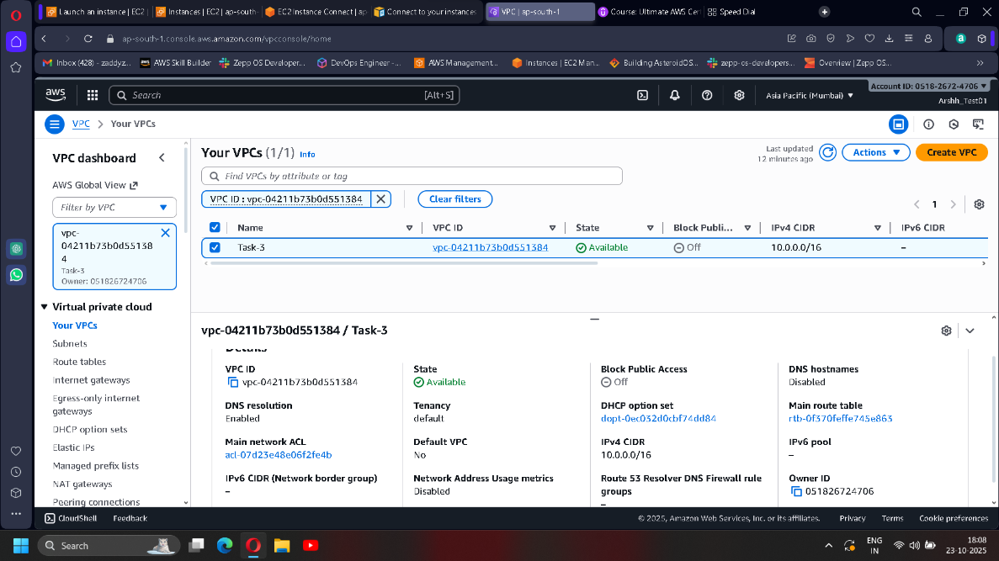 Launch an instance | EC2 |
Instances | EC2 | ap-south-
EC2 Instance Connect | ap
Connect to your instances
VPC | ap-south-1
Course: Ultimate AWS Cer
Speed Dial
ap-south-1.console.aws.amazon.com/vpcconsole/home
Inbox (428) - zaddyz...
AWS Skill Builder
Zepp OS Developer...
DevOps Engineer -...
AWS Management...
Instances | EC2 Man...
Building AsteroidOS...
zepp-os-developers...
Overview | Zepp OS...
aws
Search
[Alt+S]
Asia Pacific (Mumbai)
Account ID: 0518-2672-4706
Arshh_Test01
VPC
Your VPCs
VPC dashboard
AWS Global View
Filter by VPC
vpc-
04211b73b0d55138
4
Task-3
Owner: 051826724706
Virtual private cloud
Your VPCs
Subnets
Route tables
Internet gateways
Egress-only internet
gateways
DHCP option sets
Elastic IPs
Managed prefix lists
NAT gateways
Peering connections
Your VPCs (1/1) Info
Last updated
12 minutes ago
Actions
Create VPC
Find VPCs by attribute or tag
VPC ID : vpc-04211b73b0d551384
Clear filters
1
Name
VPC ID
State
Block Publi...
IPv4 CIDR
IPv6 CIDR
Task-3
vpc-04211b73b0d551384
Available
Off
10.0.0.0/16
–
vpc-04211b73b0d551384 / Task-3
Details
VPC ID
vpc-04211b73b0d551384
State
Available
Block Public Access
Off
DNS hostnames
Disabled
DNS resolution
Enabled
Tenancy
default
DHCP option set
dopt-0ec032d0cbf74dd84
Main route table
rtb-0f370feffe745e863
Main network ACL
acl-07d23e48e06f2fe4b
Default VPC
No
IPv4 CIDR
10.0.0.0/16
IPv6 pool
–
IPv6 CIDR (Network border group)
–
Network Address Usage metrics
Disabled
Route 53 Resolver DNS Firewall rule
groups
–
Owner ID
051826724706
CloudShell
Feedback
© 2025, Amazon Web Services, Inc. or its affiliates.
Privacy
Terms
Cookie preferences
Search
ENG
IN
18:08
23-10-2025